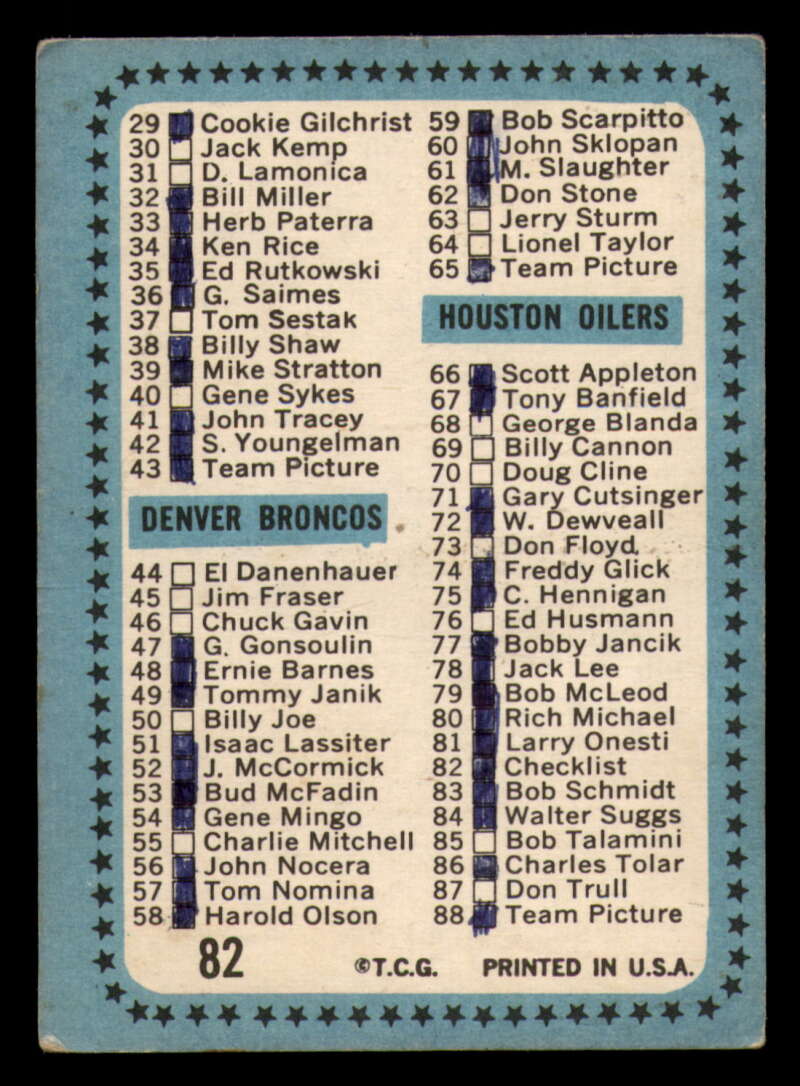 29 Cookie Gilchrist
30 Jack Kemp
31 D. Lamonica
32 Bill Miller
33 Herb Paterra
34 Ken Rice
35 Ed Rutkowski
36 G. Saimes
37 Tom Sestak
38 Billy Shaw
39 Mike Stratton
40 Gene Sykes
41 John Tracey
42 S. Youngelman
43 Team Picture
DENVER BRONCOS
44 El Danenhauer
45 Jim Fraser
46 Chuck Gavin
47 G. Gonsoulin
48 Ernie Barnes
49 Tommy Janik
50 Billy Joe
51 Isaac Lassiter
52 J. McCormick
53 Bud McFadin
54 Gene Mingo
55 Charlie Mitchell
56 John Nocera
57 Tom Nomina
58 Harold Olson
59 Bob Scarpitto
60 John Sklopan
61 M. Slaughter
62 Don Stone
63 Jerry Sturm
64 Lionel Taylor
65 Team Picture
HOUSTON OILERS
66 Scott Appleton
67 Tony Banfield
68 George Blanda
69 Billy Cannon
70 Doug Cline
71 Gary Cutsinger
72 W. Dewveall
73 Don Floyd
74 Freddy Glick
75 C. Hennigan
76 Ed Husmann
77 Bobby Jancik
78 Jack Lee
79 Bob McLeod
80 Rich Michael
81 Larry Onesti
82 Checklist
83 Bob Schmidt
84 Walter Suggs
85 Bob Talamini
86 Charles Tolar
87 Don Trull
88 Team Picture
82 ©T.C.G. PRINTED IN U.S.A.